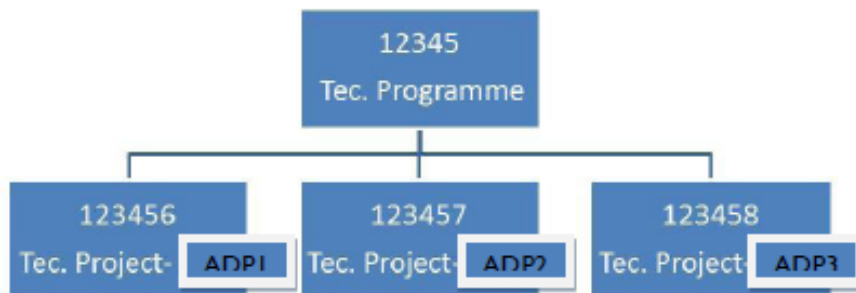 12345
Tec. Programme
123456
Tec. Project- ADP1
123457
Tec. Project- ADP2
123458
Tec. Project- ADP3